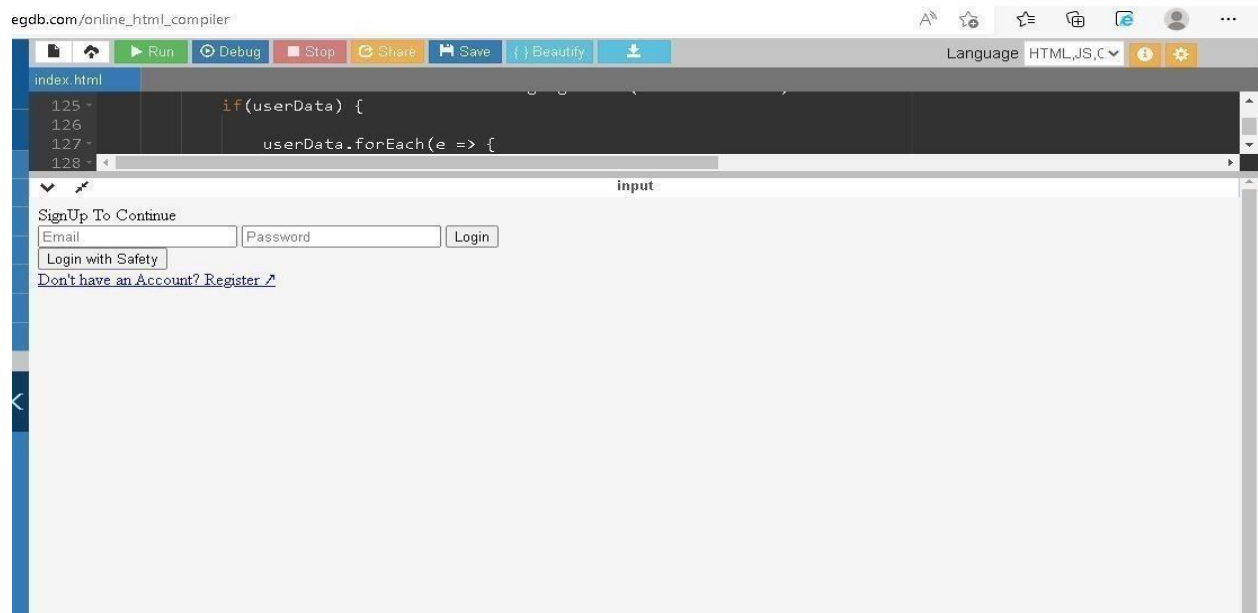 egdb.com/online_html_compiler
Run Debug Stop Share Save { } Beautify Language HTML,JS,C
index.html
125 if(userData) {
126
127 userData.forEach(e => {
128
input
SignUp To Continue
Email Password Login
Login with Safety
Don't have an Account? Register ↗